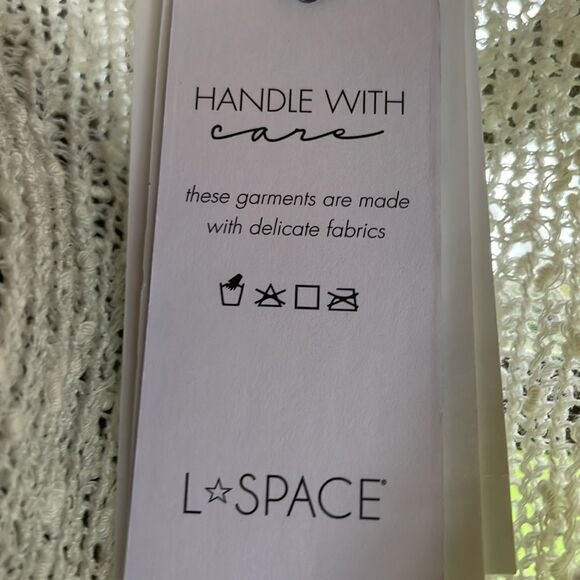 HANDLE WITH
care
these garments are made
with delicate fabrics
L☆SPACE®